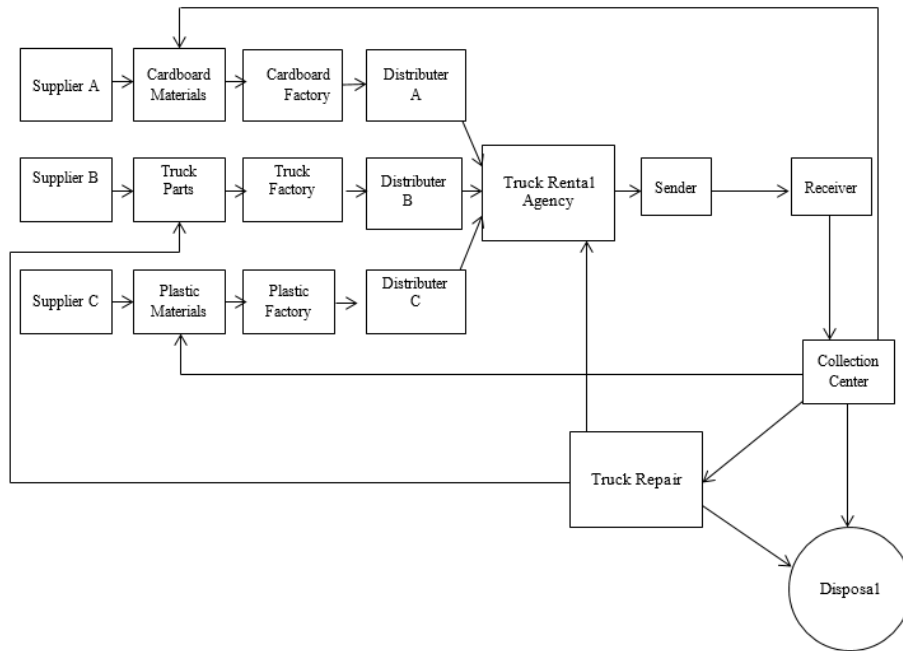 Supplier A
Cardboard
Materials
Cardboard
Factory
Distributer
A
Supplier B
Truck
Parts
Truck
Factory
Distributer
B
Truck Rental
Agency
Sender
Receiver
Supplier C
Plastic
Materials
Plastic
Factory
Distributer
C
Collection
Center
Truck Repair
Disposal